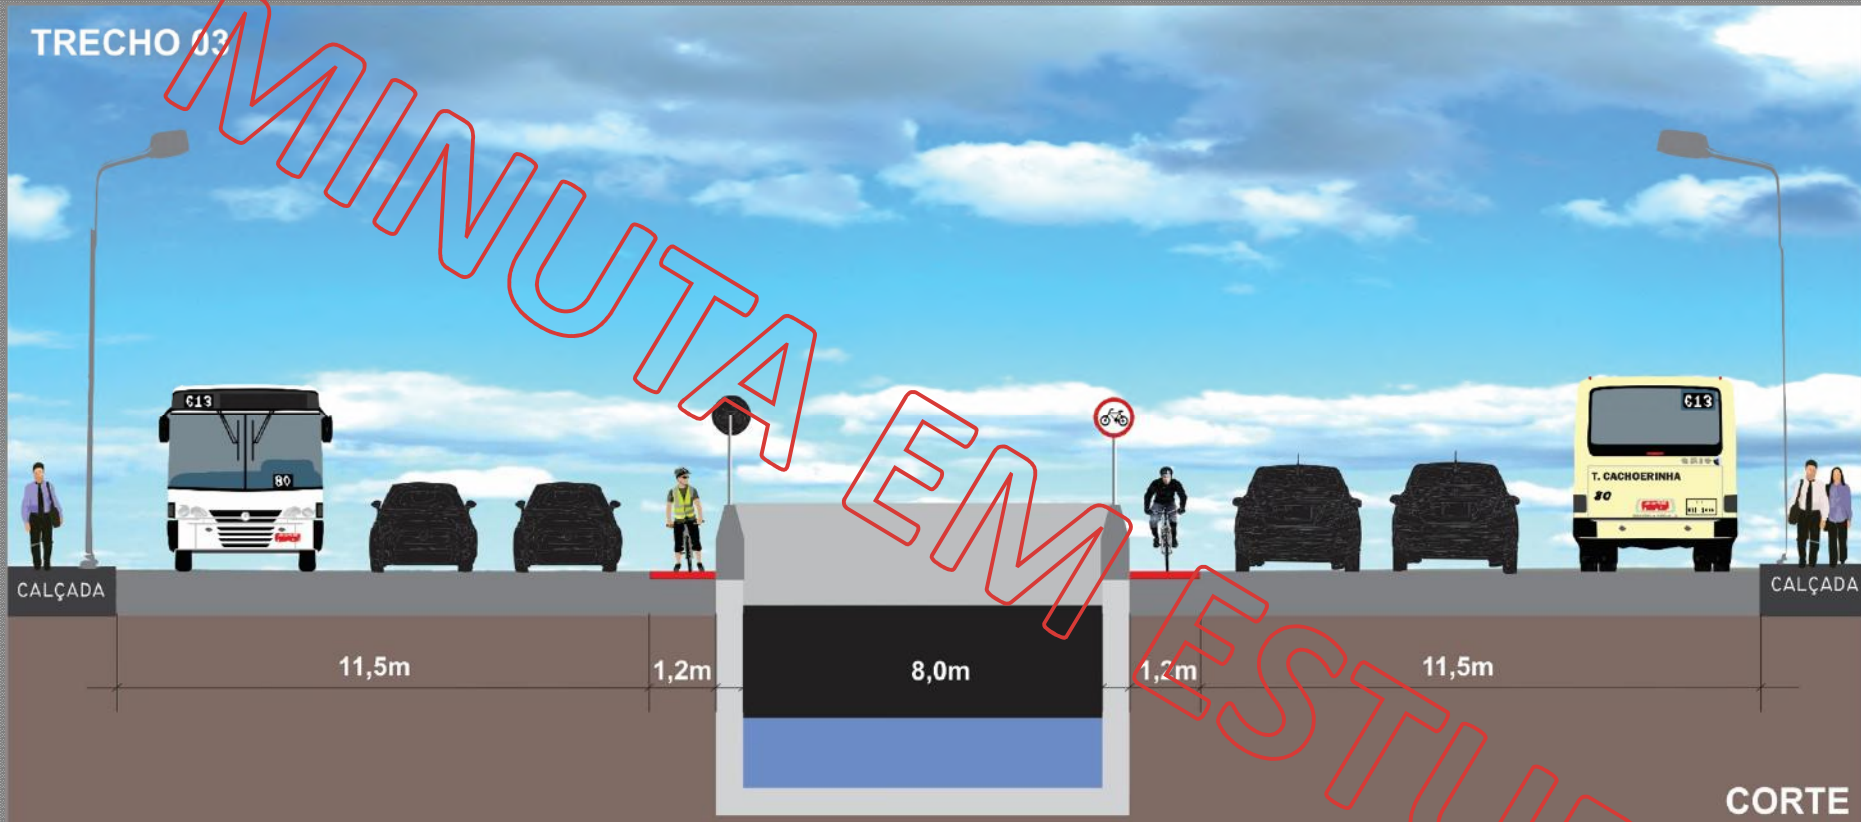 TRECHO 03
MINUTA EM ESTU
613
80
613
T. CACHOERINHA
80
CALÇADA
CALÇADA
11,5m
1,2m
8,0m
1,2m
11,5m
CORTE